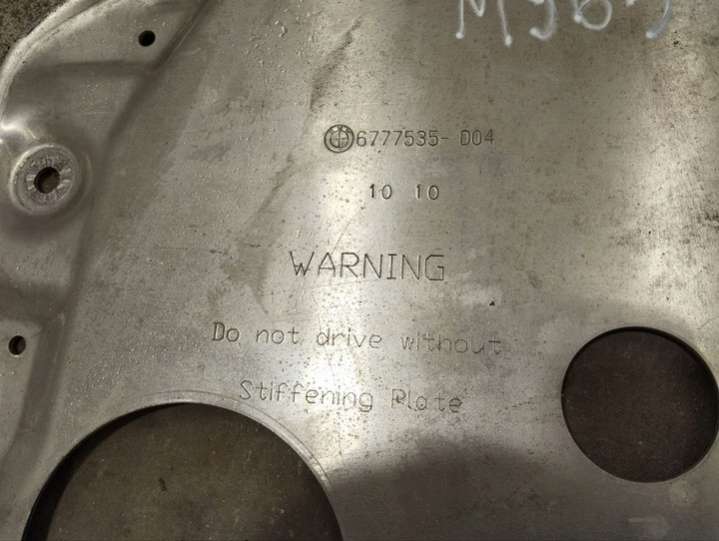 6777535- D04
10 10
WARNING
Do not drive without
Stiffening Plate